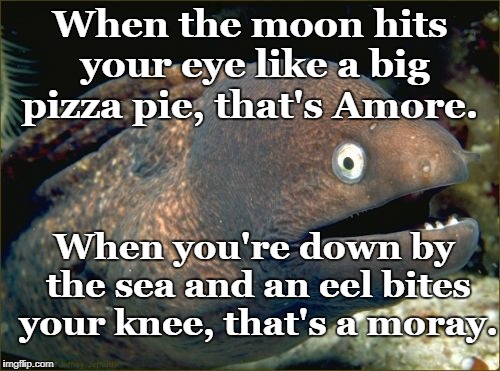 When the moon hits
your eye like a big
pizza pie, that's Amore.
When you're down by
the sea and an eel bites
your knee, that's a moray.
imgflip.com